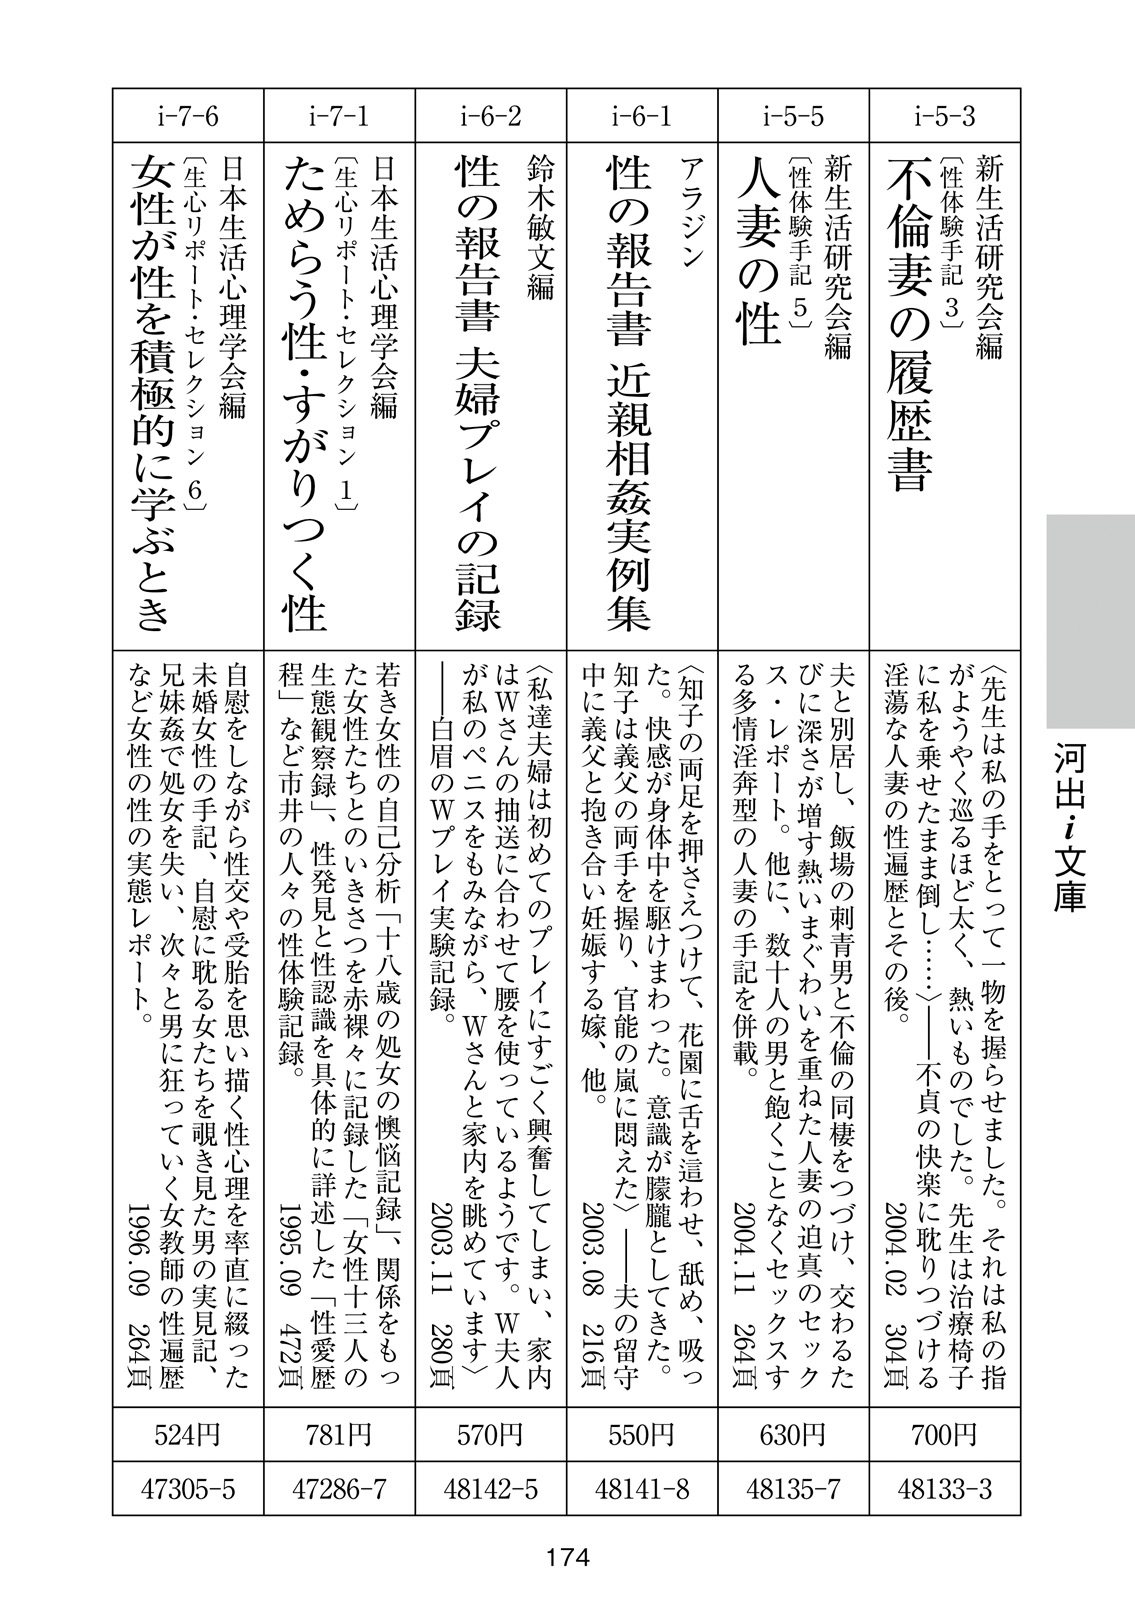 河出i文庫
i-5-3
新生活研究会編
〔性体験手記 3〕
不倫妻の履歴書
〈先生は私の手をとって一物を握らせました。それは私の指
がようやく巡るほど太く、熱いものでした。先生は治療椅子
に私を乗せたまま倒し……〉——不貞の快楽に耽りつづける
淫蕩な人妻の性遍歴とその後。
2004.02 304頁
700円
48133-3
i-5-5
新生活研究会編
〔性体験手記 5〕
人妻の性
夫と別居し、飯場の刺青男と不倫の同棲をつづけ、交わるた
びに深さが増す熱いまぐわいを重ねた人妻の迫真のセック
ス・レポート。他に、数十人の男と飽くことなくセックスす
る多情淫奔型の人妻の手記を併載。
2004.11 264頁
630円
48135-7
i-6-1
アラジン
性の報告書 近親相姦実例集
〈知子の両足を押さえつけて、花園に舌を這わせ、舐め、吸っ
た。快感が身体中を駆けまわった。意識が朦朧としてきた。
知子は義父の両手を握り、官能の嵐に悶えた〉——夫の留守
中に義父と抱き合い妊娠する嫁、他。
2003.08 216頁
550円
48141-8
i-6-2
鈴木敏文編
性の報告書 夫婦プレイの記録
〈私達夫婦は初めてのプレイにすごく興奮してしまい、家内
はWさんの抽送に合わせて腰を使っているようです。W夫人
が私のペニスをもみながら、Wさんと家内を眺めています〉
——白眉のWプレイ実験記録。
2003.11 280頁
570円
48142-5
i-7-1
日本生活心理学会編
〔生心リポート・セレクション 1〕
ためらう性・すがりつく性
若き女性の自己分析「十八歳の処女の懊悩記録」、関係をもっ
た女性たちとのいきさつを赤裸々に記録した「女性十三人の
生態観察録」、性発見と性認識を具体的に詳述した「性愛歴
程」など市井の人々の性体験記録。
1995.09 472頁
781円
47286-7
i-7-6
日本生活心理学会編
〔生心リポート・セレクション 6〕
女性が性を積極的に学ぶとき
自慰をしながら性交や受胎を思い描く性心理を率直に綴った
未婚女性の手記、自慰に耽る女たちを覗き見た男の実見記、
兄妹姦で処女を失い、次々と男に狂っていく女教師の性遍歴
など女性の性の実態レポート。
1996.09 264頁
524円
47305-5
174